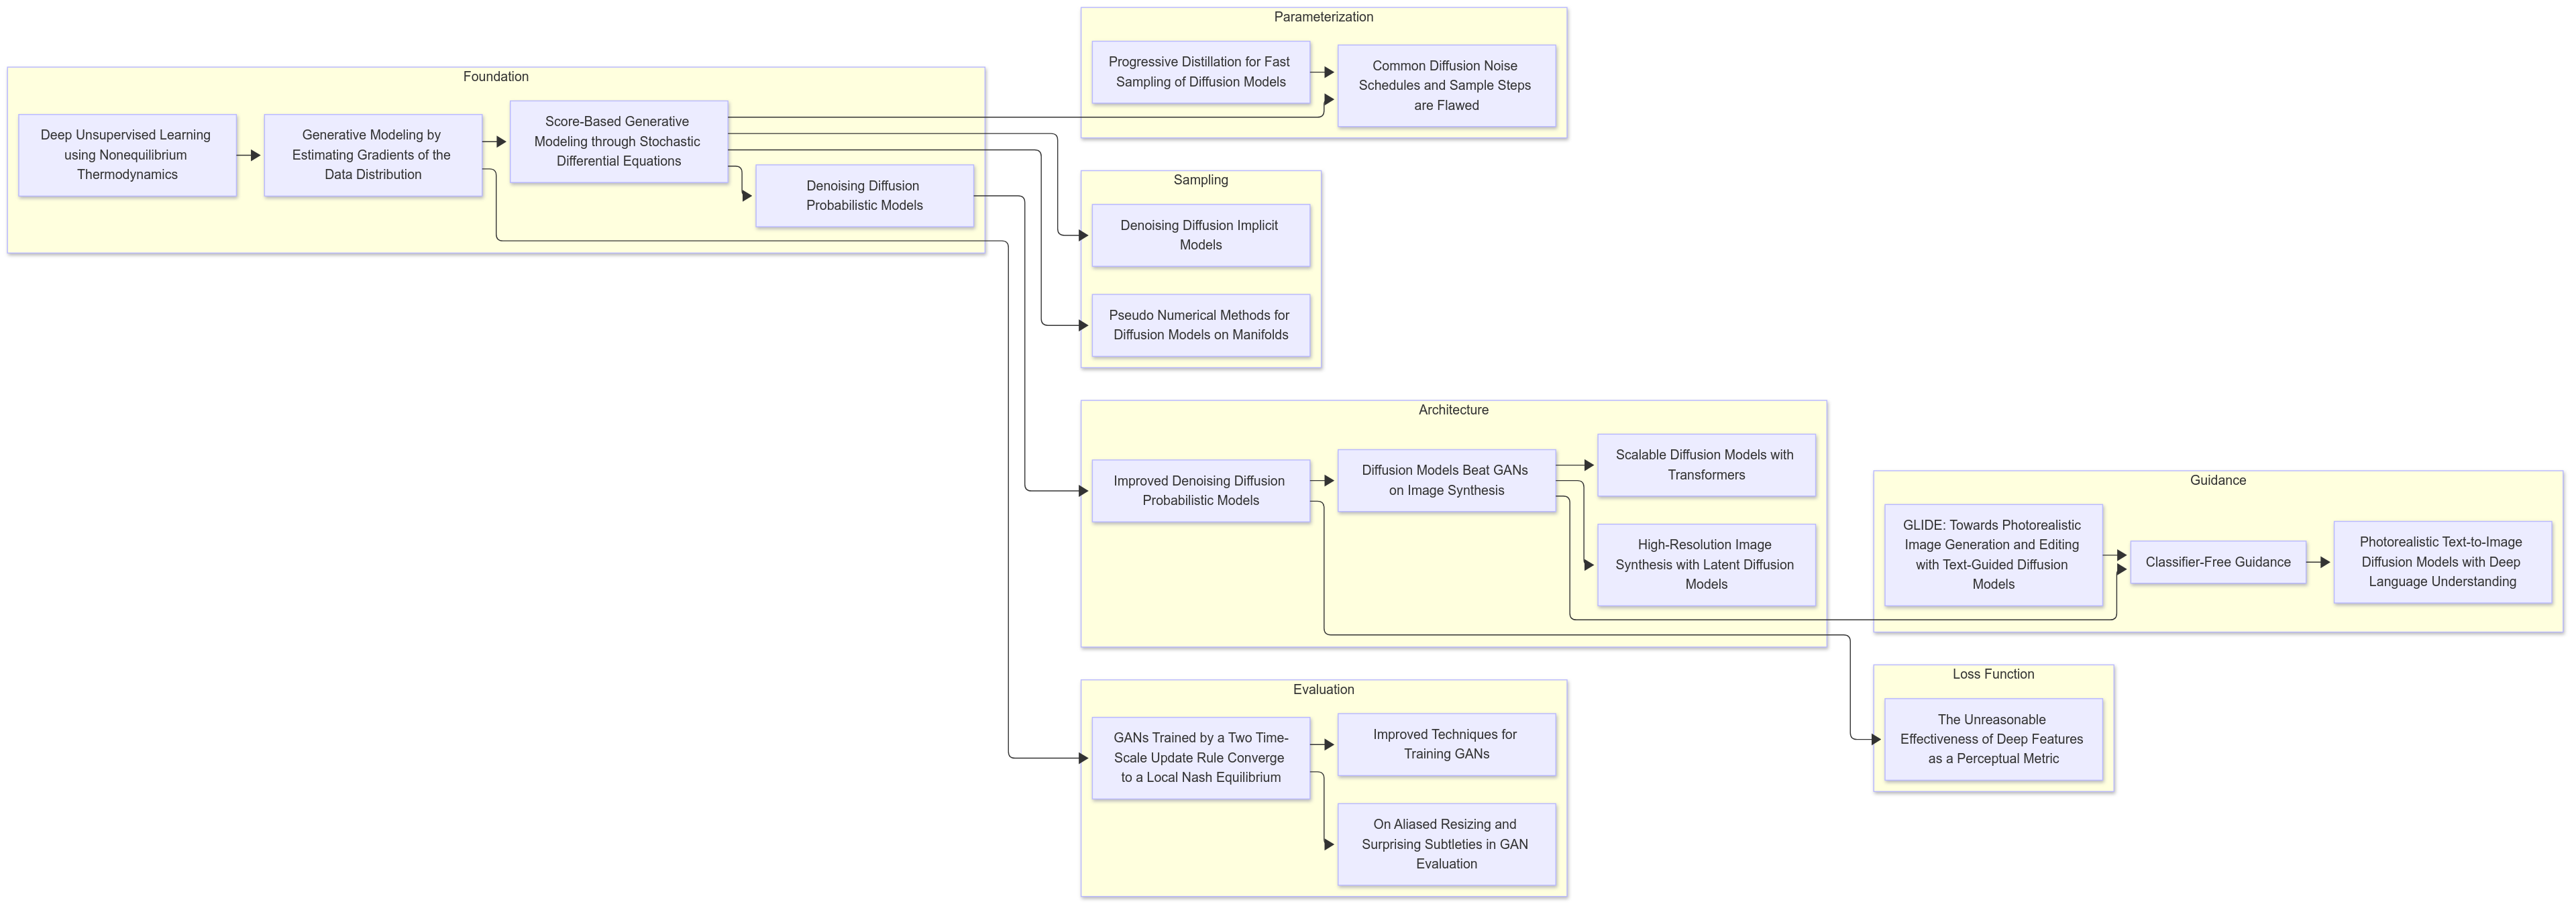 Foundation
Deep Unsupervised Learning
using Nonequilibrium
Thermodynamics
Generative Modeling by
Estimating Gradients of the
Data Distribution
Score-Based Generative
Modeling through Stochastic
Differential Equations
Denoising Diffusion
Probabilistic Models
Parameterization
Progressive Distillation for Fast
Sampling of Diffusion Models
Common Diffusion Noise
Schedules and Sample Steps
are Flawed
Sampling
Denoising Diffusion Implicit
Models
Pseudo Numerical Methods for
Diffusion Models on Manifolds
Architecture
Improved Denoising Diffusion
Probabilistic Models
Diffusion Models Beat GANs
on Image Synthesis
Scalable Diffusion Models with
Transformers
High-Resolution Image
Synthesis with Latent Diffusion
Models
Guidance
GLIDE: Towards Photorealistic
Image Generation and Editing
with Text-Guided Diffusion
Models
Classifier-Free Guidance
Photorealistic Text-to-Image
Diffusion Models with Deep
Language Understanding
Loss Function
The Unreasonable
Effectiveness of Deep Features
as a Perceptual Metric
Evaluation
GANs Trained by a Two Time-
Scale Update Rule Converge
to a Local Nash Equilibrium
Improved Techniques for
Training GANs
On Aliased Resizing and
Surprising Subtleties in GAN
Evaluation